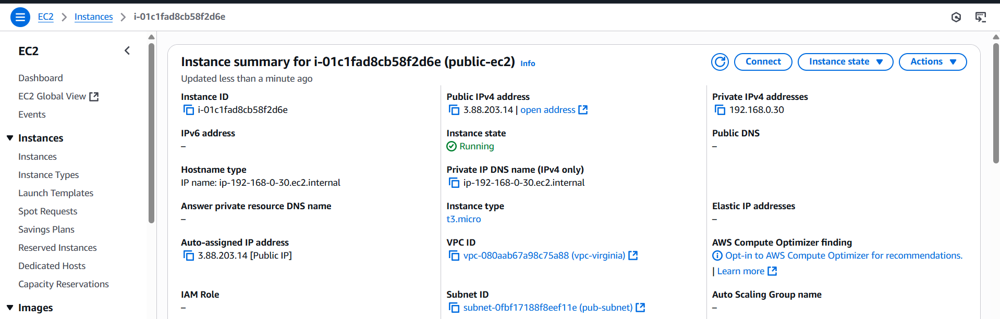 EC2 Instances i-01c1fad8cb58f2d6e
EC2
Dashboard
EC2 Global View
Events
Instances
Instances
Instance Types
Launch Templates
Spot Requests
Savings Plans
Reserved Instances
Dedicated Hosts
Capacity Reservations
Images
Instance summary for i-01c1fad8cb58f2d6e (public-ec2) Info
Connect
Instance state
Actions
Updated less than a minute ago
Instance ID
i-01c1fad8cb58f2d6e
Public IPv4 address
3.88.203.14 | open address
Private IPv4 addresses
192.168.0.30
IPv6 address
–
Instance state
Running
Public DNS
–
Hostname type
IP name: ip-192-168-0-30.ec2.internal
Private IP DNS name (IPv4 only)
ip-192-168-0-30.ec2.internal
Answer private resource DNS name
–
Instance type
t3.micro
Elastic IP addresses
–
Auto-assigned IP address
3.88.203.14 [Public IP]
VPC ID
vpc-080aab67a98c75a88 (vpc-virginia)
AWS Compute Optimizer finding
Opt-in to AWS Compute Optimizer for recommendations.
| Learn more
IAM Role
–
Subnet ID
subnet-0fbf17188f8eef11e (pub-subnet)
Auto Scaling Group name
–